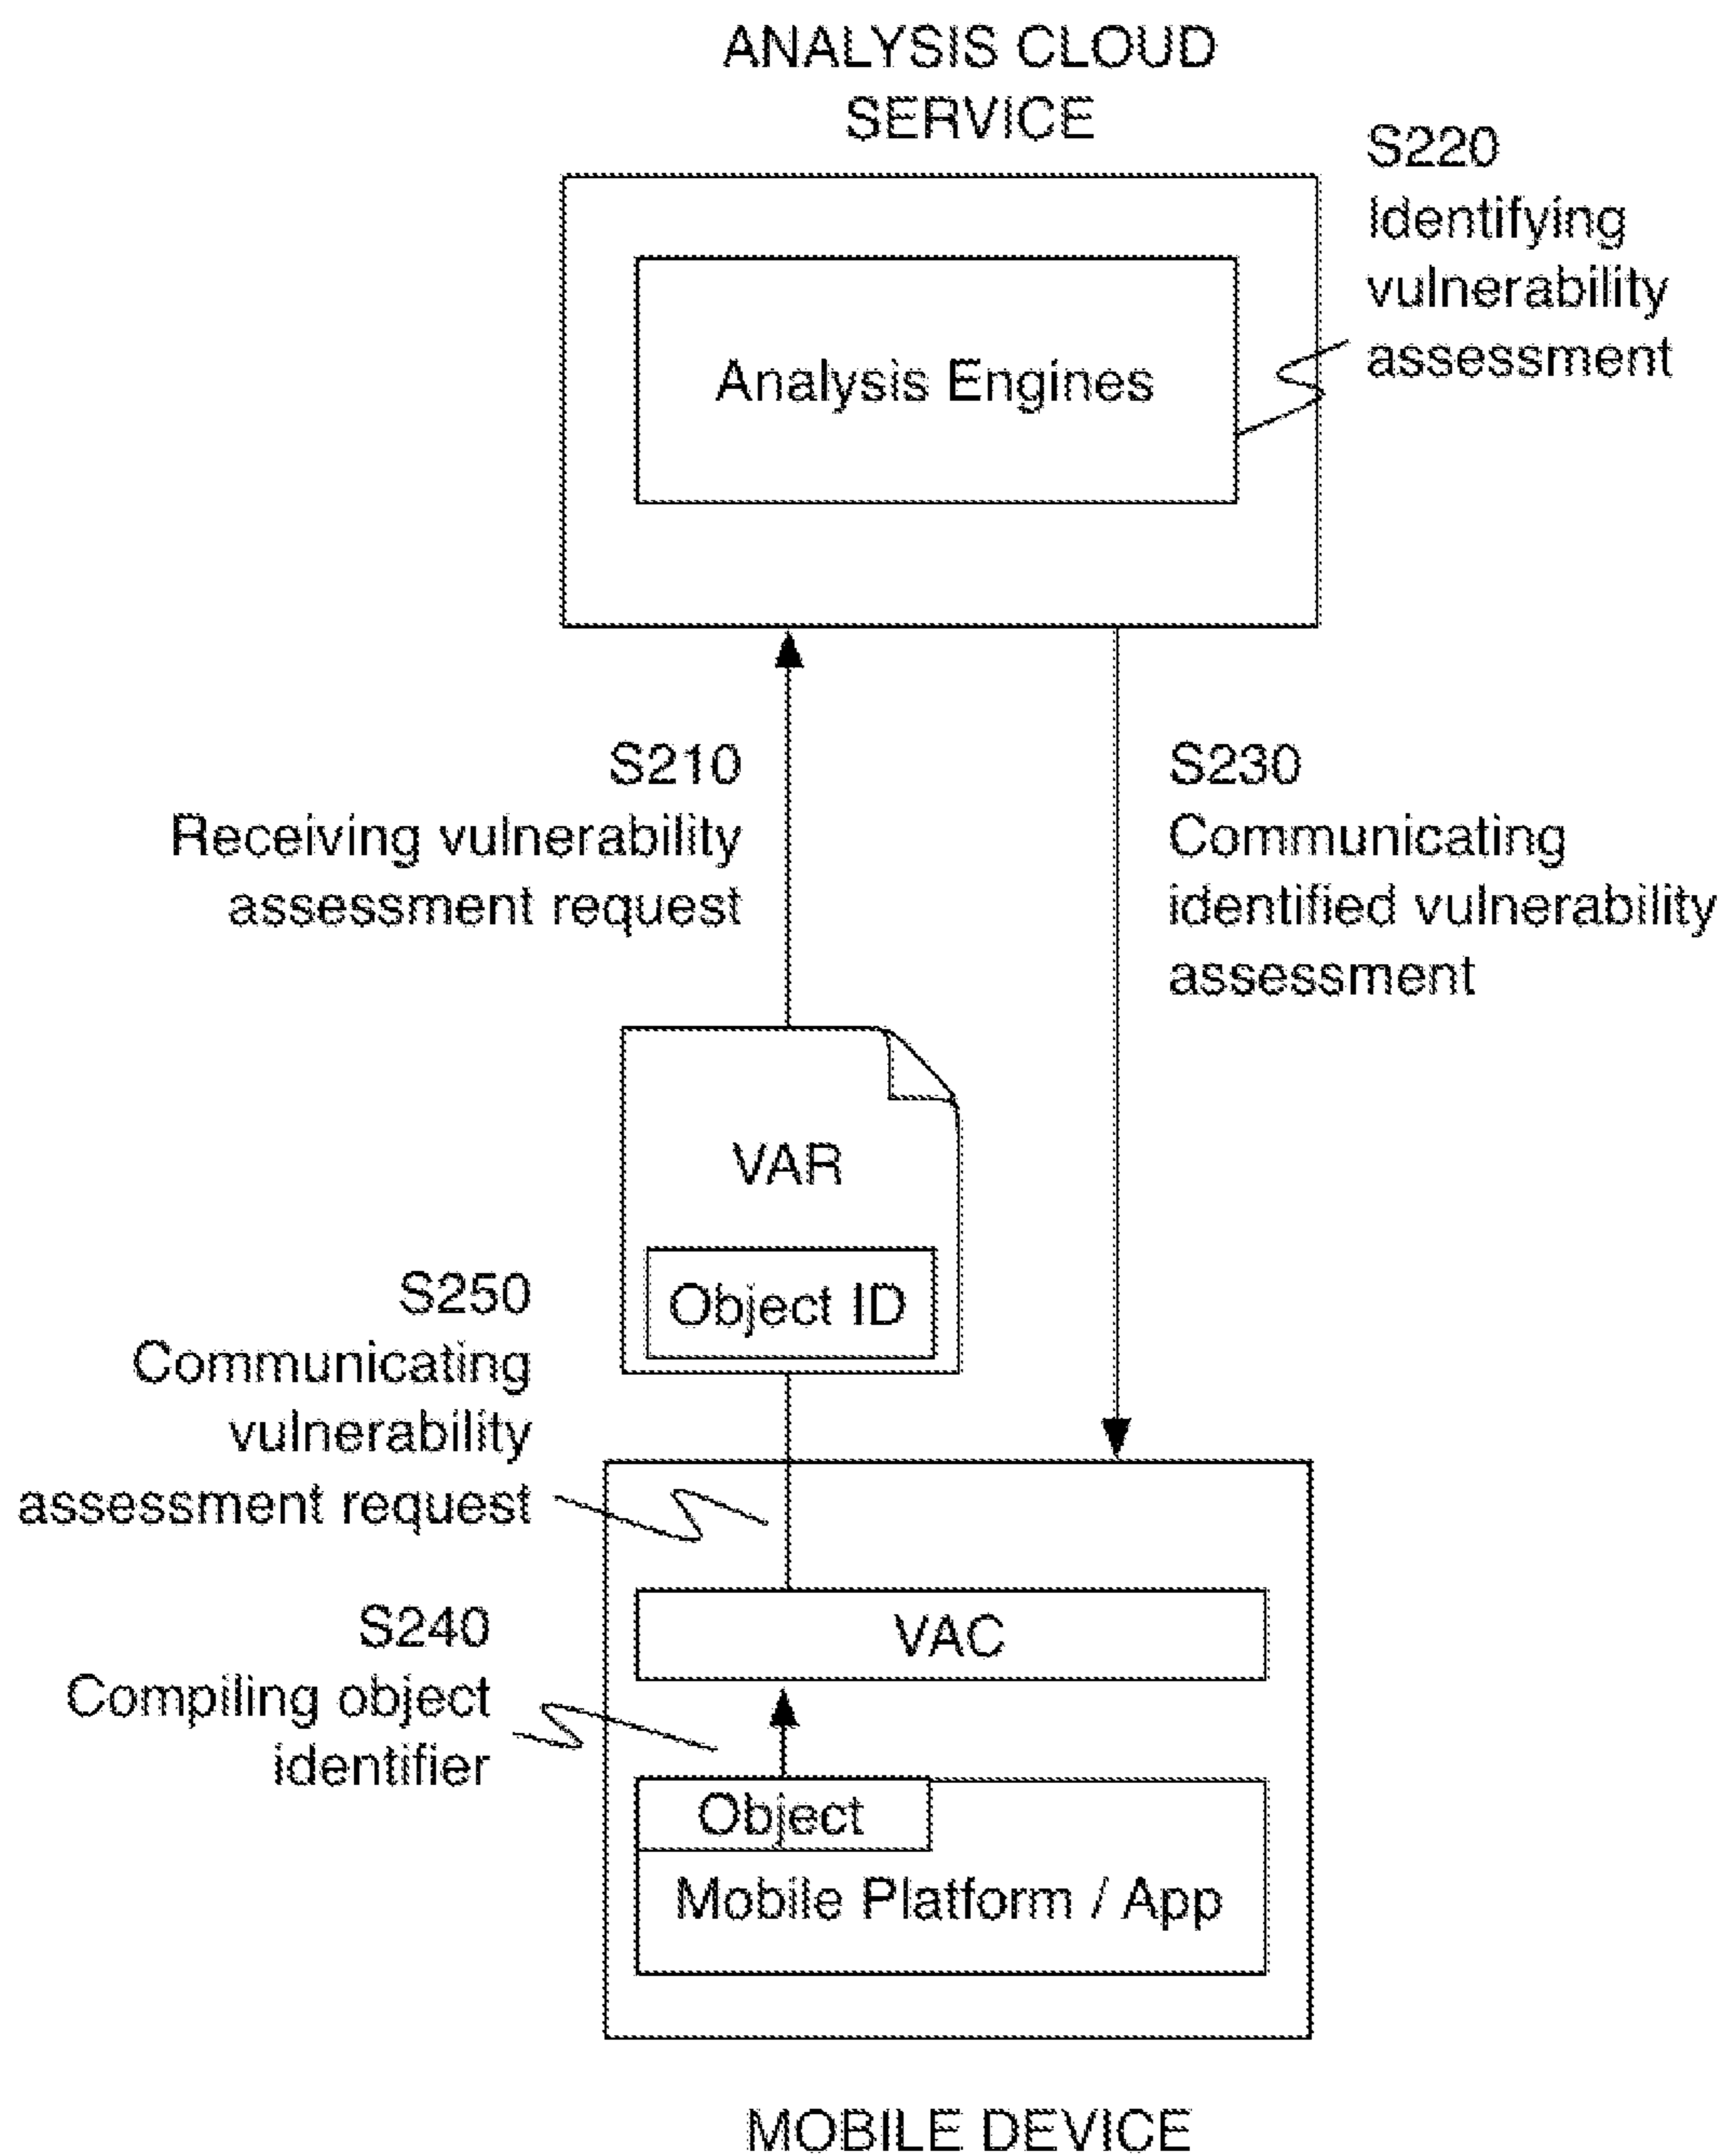 ANALYSIS CLOUD
SERVICE
S220
Identifying
vulnerability
assessment
Analysis Engines
S210
Receiving vulnerability
assessment request
S230
Communicating
identified vulnerability
assessment
VAR
Object ID
S250
Communicating
vulnerability
assessment request
VAC
S240
Compiling object
identifier
Object
Mobile Platform / App
MOBILE DEVICE